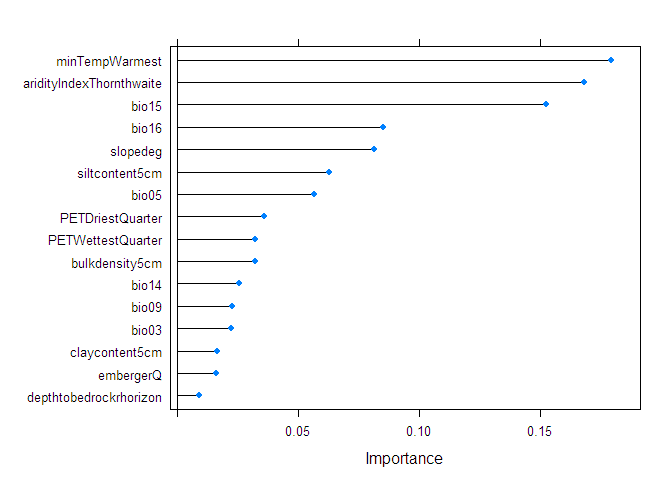 minTempWarmest
aridityIndexThornthwaite
bio15
bio16
slopedeg
siltcontent5cm
bio05
PETDriestQuarter
PETWettestQuarter
bulkdensity5cm
bio14
bio09
bio03
claycontent5cm
embergerQ
depthtobedrockrhorizon
0.05 0.10 0.15
Importance